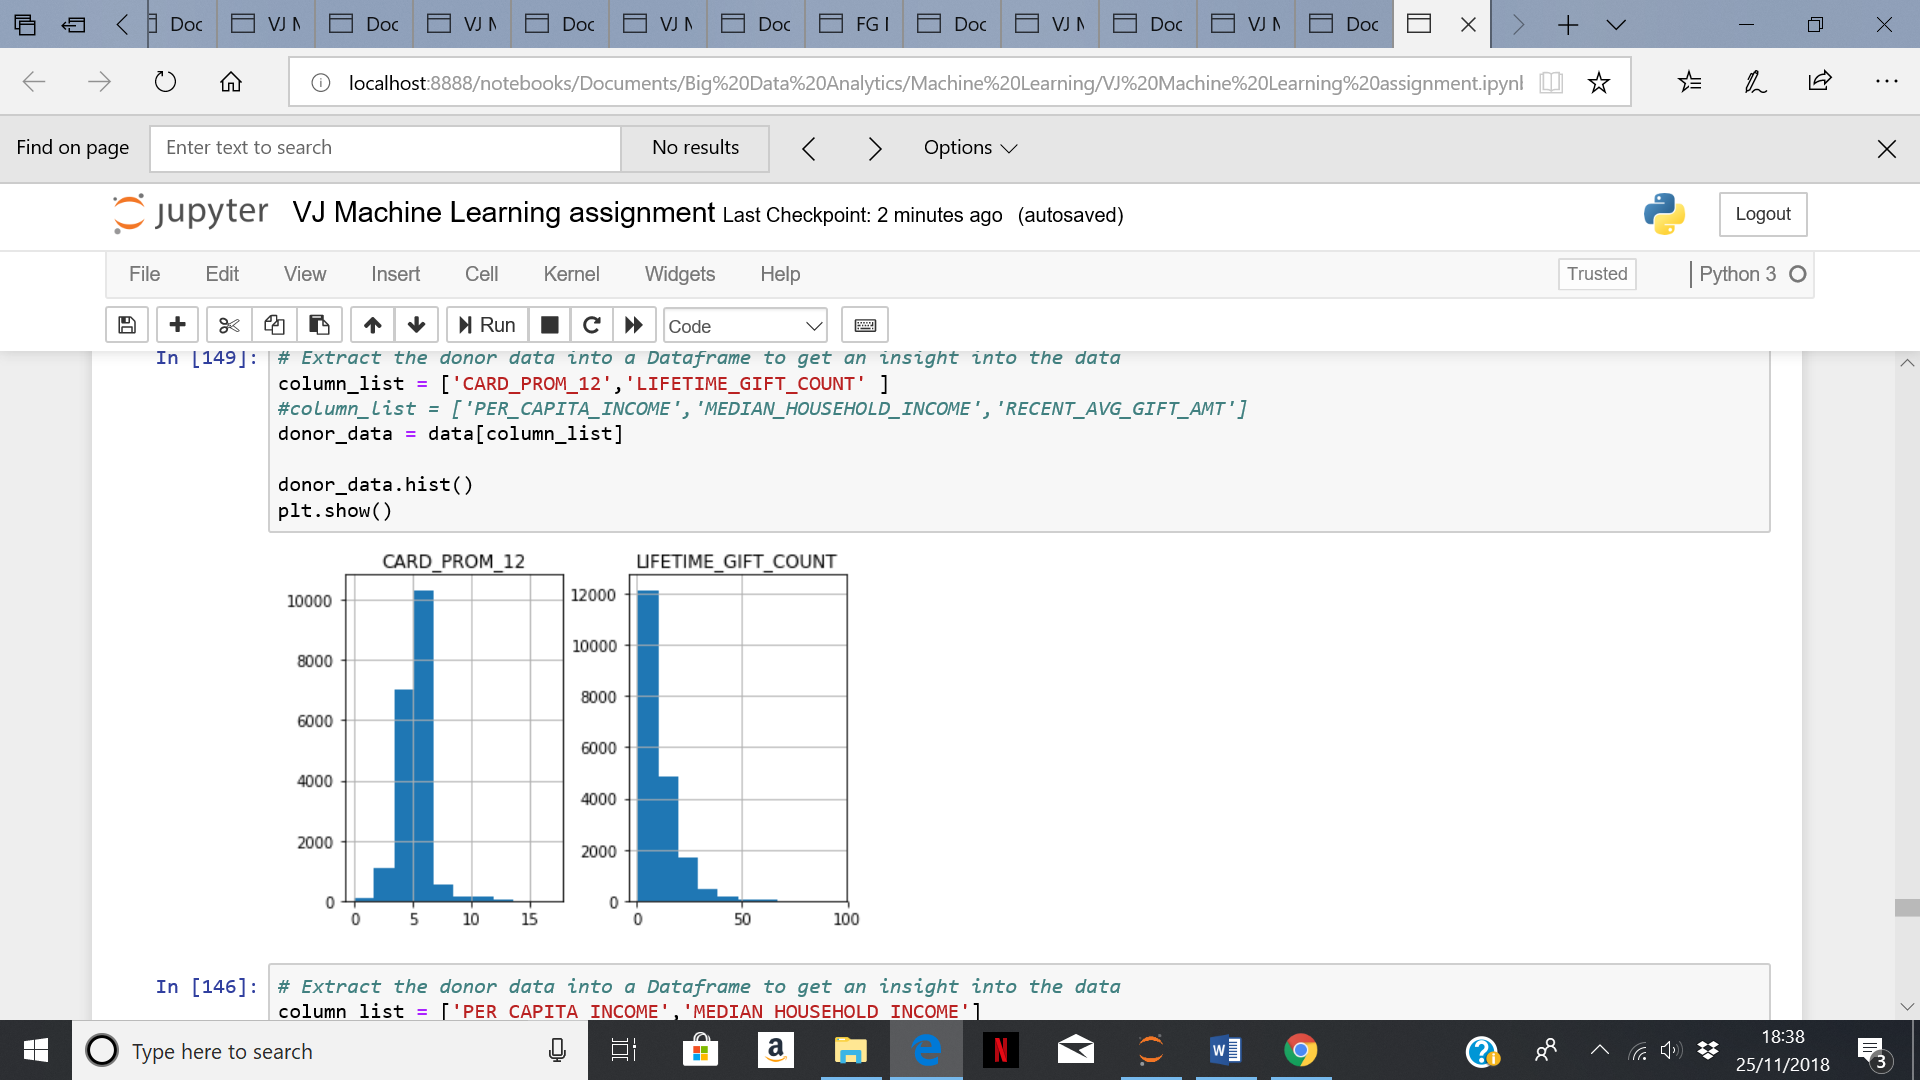 Doc VJ M Doc VJ M Doc VJ M Doc FG I Doc VJ M Doc VJ M Doc
localhost:8888/notebooks/Documents/Big%20Data%20Analytics/Machine%20Learning/VJ%20Machine%20Learning%20assignment.ipynb
Find on page Enter text to search No results Options
jupyter VJ Machine Learning assignment Last Checkpoint: 2 minutes ago (autosaved) Logout
File Edit View Insert Cell Kernel Widgets Help Trusted Python 3
Run Code
In [149]: # Extract the donor data into a Dataframe to get an insight into the data
column_list = ['CARD_PROM_12','LIFETIME_GIFT_COUNT' ]
#column_list = ['PER_CAPITA_INCOME','MEDIAN_HOUSEHOLD_INCOME','RECENT_AVG_GIFT_AMT']
donor_data = data[column_list]
donor_data.hist()
plt.show()
CARD_PROM_12 LIFETIME_GIFT_COUNT
10000 12000
8000 10000
6000 8000
4000 6000
2000 4000
0 2000
0
0 5 10 15 0 50 100
In [146]: # Extract the donor data into a Dataframe to get an insight into the data
column_list = ['PER_CAPITA_INCOME','MEDIAN_HOUSEHOLD_INCOME']
Type here to search
a N W
18:38
25/11/2018
3